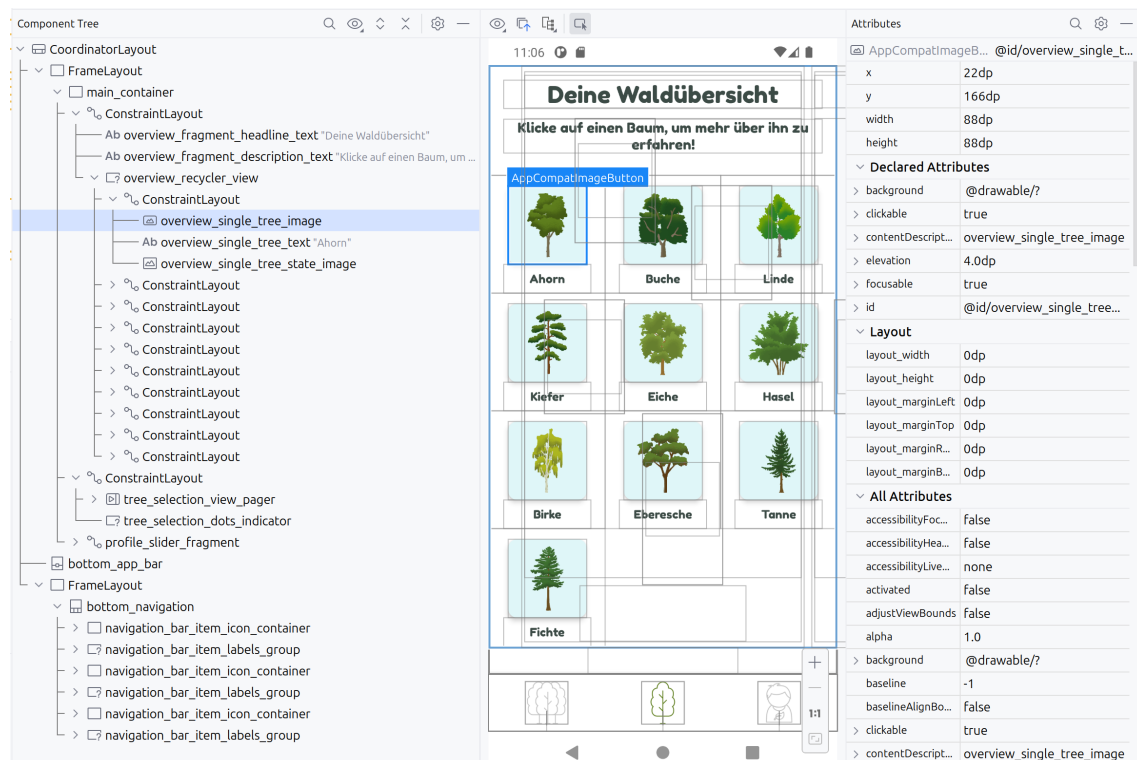 Component Tree
CoordinatorLayout
FrameLayout
main_container
ConstraintLayout
Ab overview_fragment_headline_text "Deine Waldübersicht"
Ab overview_fragment_description_text "Klicke auf einen Baum, um ...
overview_recycler_view
ConstraintLayout
overview_single_tree_image
Ab overview_single_tree_text "Ahorn"
overview_single_tree_state_image
ConstraintLayout
ConstraintLayout
ConstraintLayout
ConstraintLayout
ConstraintLayout
ConstraintLayout
ConstraintLayout
ConstraintLayout
ConstraintLayout
ConstraintLayout
tree_selection_view_pager
tree_selection_dots_indicator
profile_slider_fragment
bottom_app_bar
FrameLayout
bottom_navigation
navigation_bar_item_icon_container
navigation_bar_item_labels_group
navigation_bar_item_icon_container
navigation_bar_item_labels_group
navigation_bar_item_icon_container
navigation_bar_item_labels_group
11:06
Deine Waldübersicht
Klicke auf einen Baum, um mehr über ihn zu
erfahren!
AppCompatImageButton
Ahorn Buche Linde
Kiefer Eiche Hasel
Birke Eberesche Tanne
Fichte
1:1
Attributes
AppCompatImageB... @id/overview_single_t...
x 22dp
y 166dp
width 88dp
height 88dp
Declared Attributes
background @drawable/?
clickable true
contentDescript... overview_single_tree_image
elevation 4.0dp
focusable true
id @id/overview_single_tree...
Layout
layout_width 0dp
layout_height 0dp
layout_marginLeft 0dp
layout_marginTop 0dp
layout_marginR... 0dp
layout_marginB... 0dp
All Attributes
accessibilityFoc... false
accessibilityHea... false
accessibilityLive... none
activated false
adjustViewBounds false
alpha 1.0
background @drawable/?
baseline -1
baselineAlignBo... false
clickable true
contentDescript... overview_single_tree_image